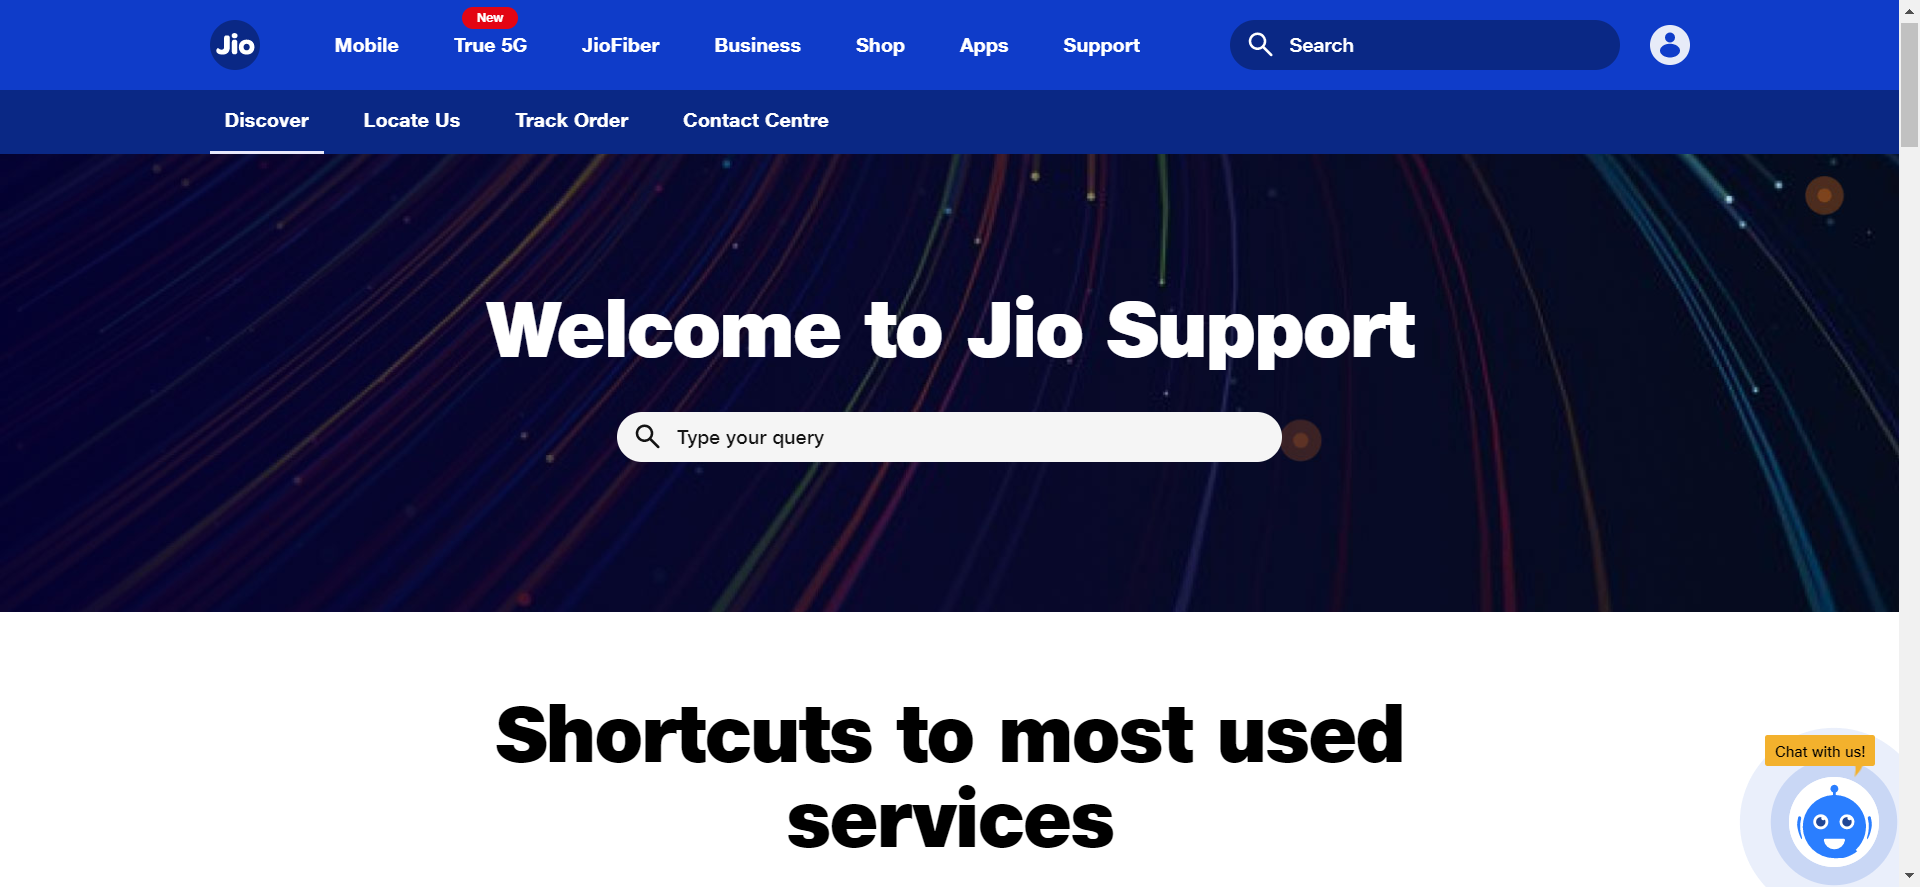 New
Jio Mobile True 5G JioFiber Business Shop Apps Support Search
Discover Locate Us Track Order Contact Centre
Welcome to Jio Support
Type your query
Shortcuts to most used
services
Chat with us!